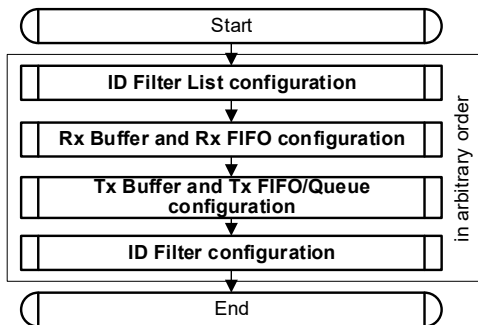 Start
ID Filter List configuration
Rx Buffer and Rx FIFO configuration
Tx Buffer and Tx FIFO/Queue
configuration
ID Filter configuration
in arbitrary order
End